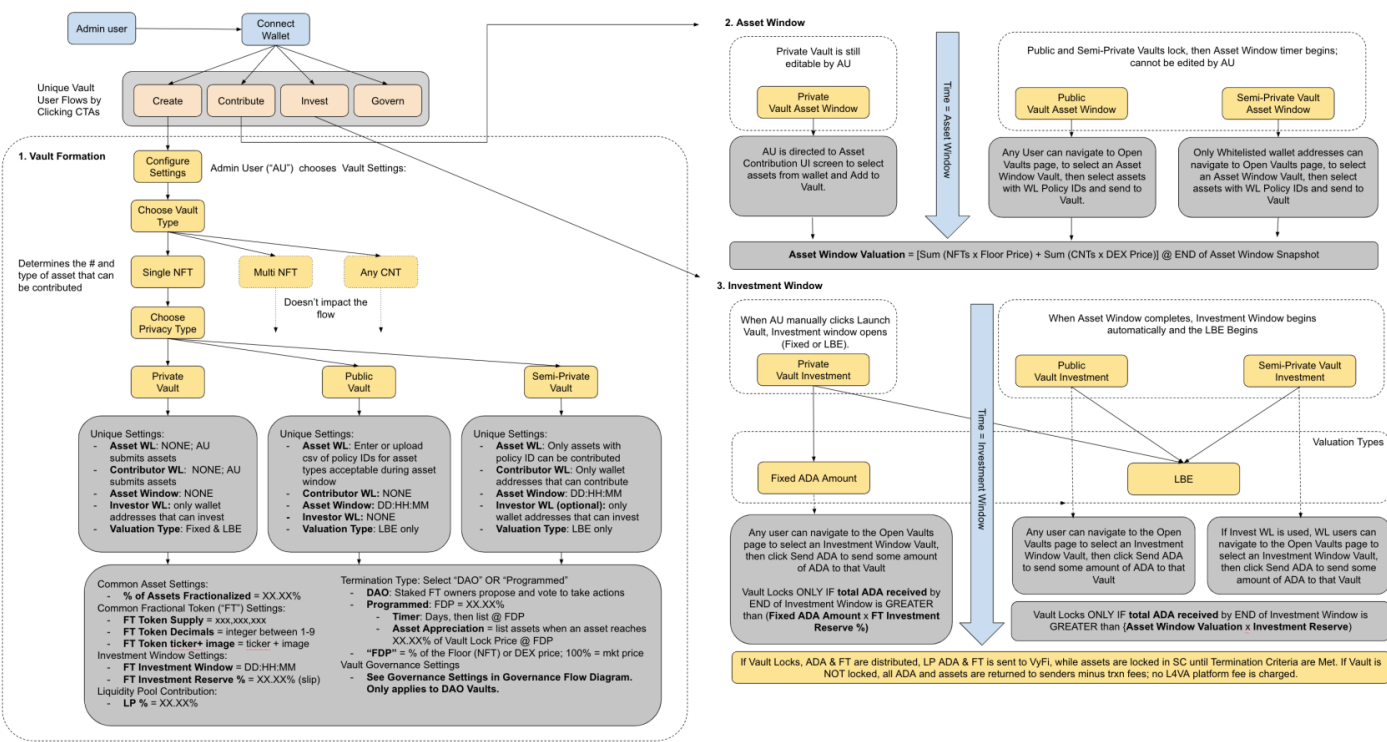 Admin user
Connect
Wallet
Unique Vault
User Flows by
Clicking CTAs
Create
Contribute
Invest
Govern
1. Vault Formation
Configure
Settings
Admin User ("AU") chooses Vault Settings:
Choose Vault
Type
Determines the # and
type of asset that can
be contributed
Single NFT
Multi NFT
Any CNT
Doesn't impact the
flow
Choose
Privacy Type
Private
Vault
Public
Vault
Semi-Private
Vault
Unique Settings:
- Asset WL: NONE; AU
submits assets
- Contributor WL: NONE; AU
submits assets
- Asset Window: NONE
- Investor WL: only wallet
addresses that can invest
- Valuation Type: Fixed & LBE
Unique Settings:
- Asset WL: Enter or upload
csv of policy IDs for asset
types acceptable during asset
window
- Contributor WL: NONE
- Asset Window: DD:HH:MM
- Investor WL: NONE
- Valuation Type: LBE only
Unique Settings:
- Asset WL: Only assets with
policy ID can be contributed
- Contributor WL: Only wallet
addresses that can contribute
- Asset Window: DD:HH:MM
- Investor WL (optional): only
wallet addresses that can invest
- Valuation Type: LBE only
Common Asset Settings:
- % of Assets Fractionalized = XX.XX%
Common Fractional Token ("FT") Settings:
- FT Token Supply = xxx,xxx,xxx
- FT Token Decimals = integer between 1-9
- FT Token ticker+ image = ticker + image
Investment Window Settings:
- FT Investment Window = DD:HH:MM
- FT Investment Reserve % = XX.XX% (slip)
Liquidity Pool Contribution:
- LP % = XX.XX%
Termination Type: Select "DAO" OR "Programmed"
- DAO: Staked FT owners propose and vote to take actions
- Programmed: FDP = XX.XX%
- Timer: Days, then list @ FDP
- Asset Appreciation = list assets when an asset reaches
XX.XX% of Vault Lock Price @ FDP
- "FDP" = % of the Floor (NFT) or DEX price; 100% = mkt price
Vault Governance Settings
- See Governance Settings in Governance Flow Diagram.
Only applies to DAO Vaults.
2. Asset Window
Private Vault is still
editable by AU
Private
Vault Asset Window
AU is directed to Asset
Contribution UI screen to select
assets from wallet and Add to
Vault.
Time = Asset Window
Public and Semi-Private Vaults lock, then Asset Window timer begins;
cannot be edited by AU
Public
Vault Asset Window
Semi-Private Vault
Asset Window
Any User can navigate to Open
Vaults page, to select an Asset
Window Vault, then select assets
with WL Policy IDs and send to
Vault.
Only Whitelisted wallet addresses can
navigate to Open Vaults page, to select
an Asset Window Vault, then select
assets with WL Policy IDs and send to
Vault
Asset Window Valuation = [Sum (NFTs x Floor Price) + Sum (CNTs x DEX Price)] @ END of Asset Window Snapshot
3. Investment Window
When AU manually clicks Launch
Vault, Investment window opens
(Fixed or LBE).
Private
Vault Investment
Time = Investment Window
When Asset Window completes, Investment Window begins
automatically and the LBE Begins
Public
Vault Investment
Semi-Private Vault
Investment
Valuation Types
Fixed ADA Amount
LBE
Any user can navigate to the Open Vaults
page to select an Investment Window Vault,
then click Send ADA to send some amount
of ADA to that Vault
Vault Locks ONLY IF total ADA received by
END of Investment Window is GREATER
than (Fixed ADA Amount x FT Investment
Reserve %)
Any user can navigate to the Open
Vaults page to select an Investment
Window Vault, then click Send ADA
to send some amount of ADA to that
Vault
If Invest WL is used, WL users can
navigate to the Open Vaults page to
select an Investment Window Vault,
then click Send ADA to send some
amount of ADA to that Vault
Vault Locks ONLY IF total ADA received by END of Investment Window is
GREATER than {Asset Window Valuation x Investment Reserve)
If Vault Locks, ADA & FT are distributed, LP ADA & FT is sent to VyFi, while assets are locked in SC until Termination Criteria are Met. If Vault is
NOT locked, all ADA and assets are returned to senders minus trxn fees; no L4VA platform fee is charged.